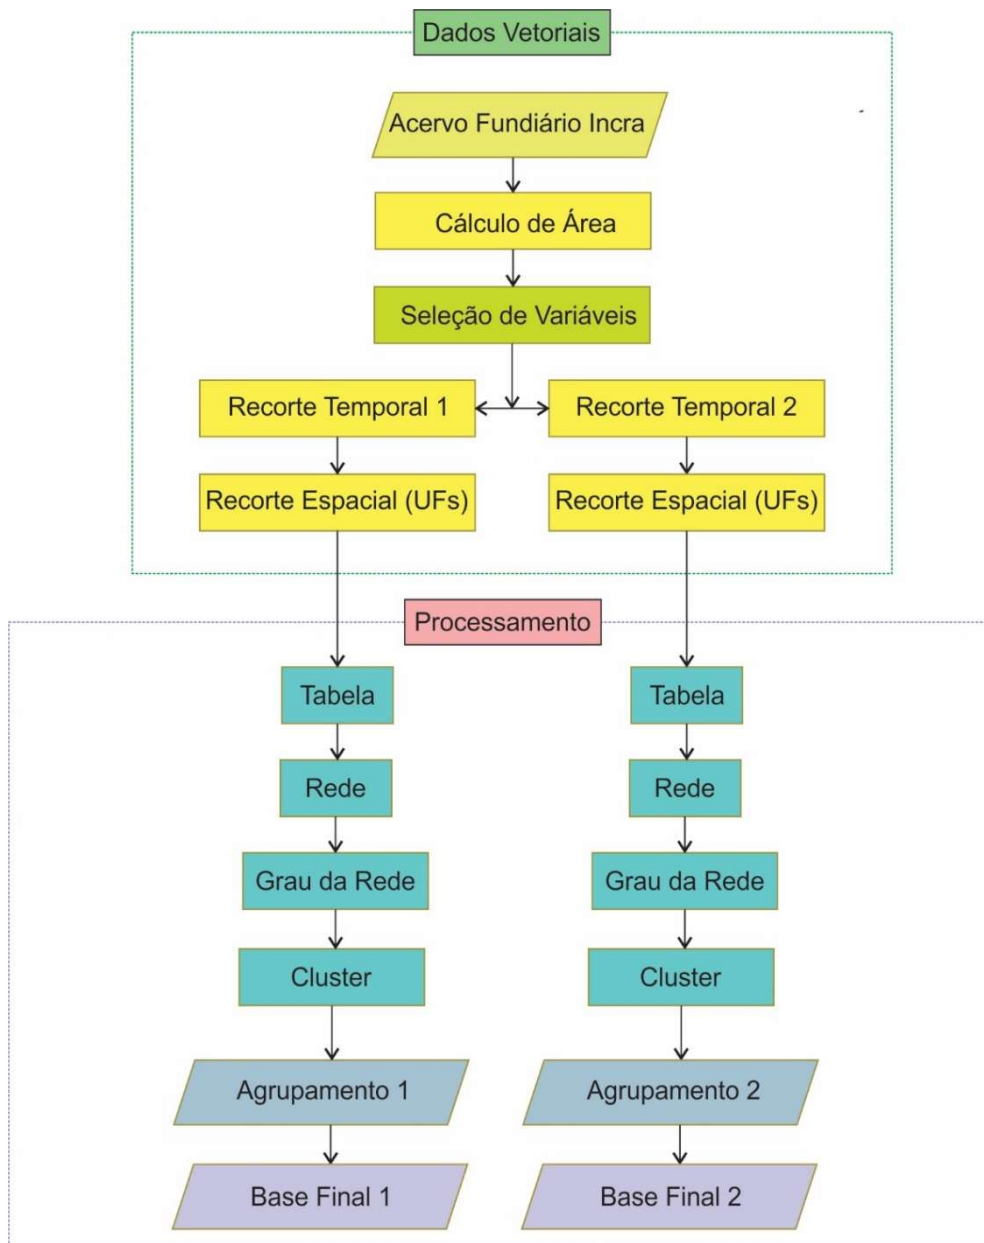 Dados Vetoriais
Acervo Fundiário Incra
Cálculo de Área
Seleção de Variáveis
Recorte Temporal 1
Recorte Temporal 2
Recorte Espacial (UFs)
Recorte Espacial (UFs)
Processamento
Tabela
Tabela
Rede
Rede
Grau da Rede
Grau da Rede
Cluster
Cluster
Agrupamento 1
Agrupamento 2
Base Final 1
Base Final 2